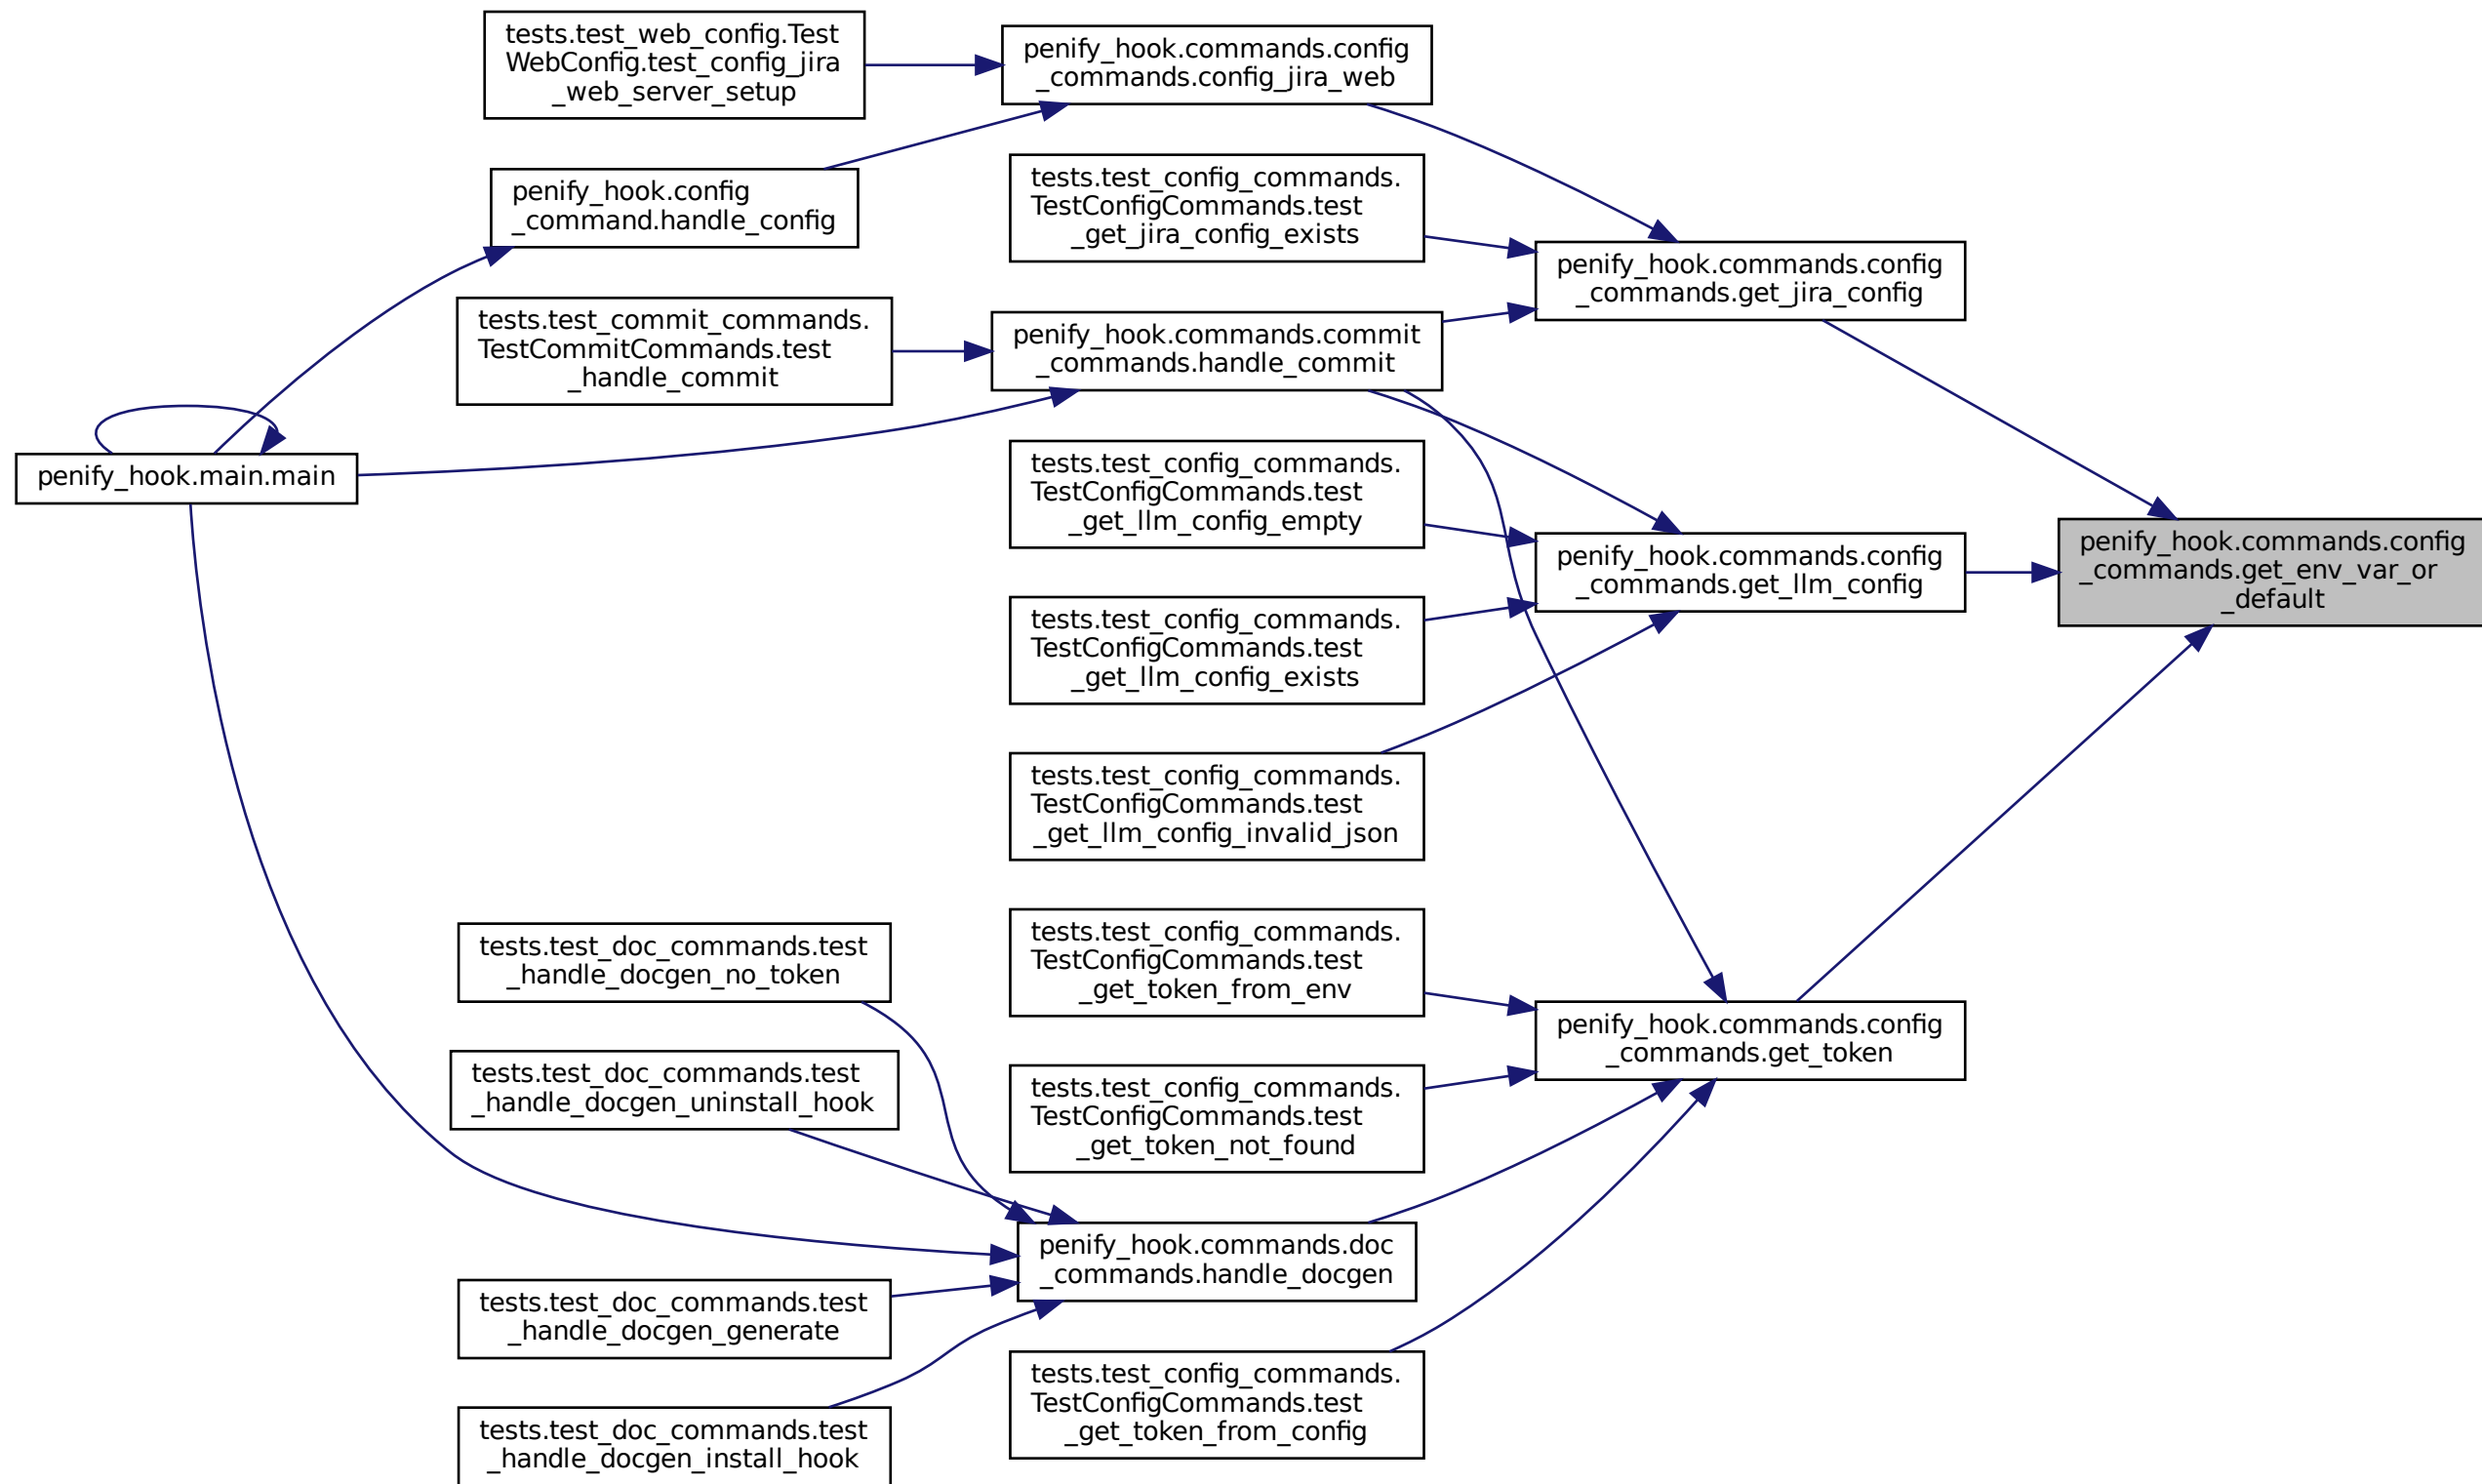 tests.test_web_config.Test
WebConfig.test_config_jira
_web_server_setup
penify_hook.commands.config
_commands.config_jira_web
penify_hook.config
_command.handle_config
tests.test_config_commands.
TestConfigCommands.test
_get_jira_config_exists
penify_hook.commands.config
_commands.get_jira_config
tests.test_commit_commands.
TestCommitCommands.test
_handle_commit
penify_hook.commands.commit
_commands.handle_commit
penify_hook.main.main
tests.test_config_commands.
TestConfigCommands.test
_get_llm_config_empty
penify_hook.commands.config
_commands.get_llm_config
penify_hook.commands.config
_commands.get_env_var_or
_default
tests.test_config_commands.
TestConfigCommands.test
_get_llm_config_exists
tests.test_config_commands.
TestConfigCommands.test
_get_llm_config_invalid_json
tests.test_doc_commands.test
_handle_docgen_no_token
tests.test_config_commands.
TestConfigCommands.test
_get_token_from_env
penify_hook.commands.config
_commands.get_token
tests.test_doc_commands.test
_handle_docgen_uninstall_hook
tests.test_config_commands.
TestConfigCommands.test
_get_token_not_found
penify_hook.commands.doc
_commands.handle_docgen
tests.test_doc_commands.test
_handle_docgen_generate
tests.test_config_commands.
TestConfigCommands.test
_get_token_from_config
tests.test_doc_commands.test
_handle_docgen_install_hook